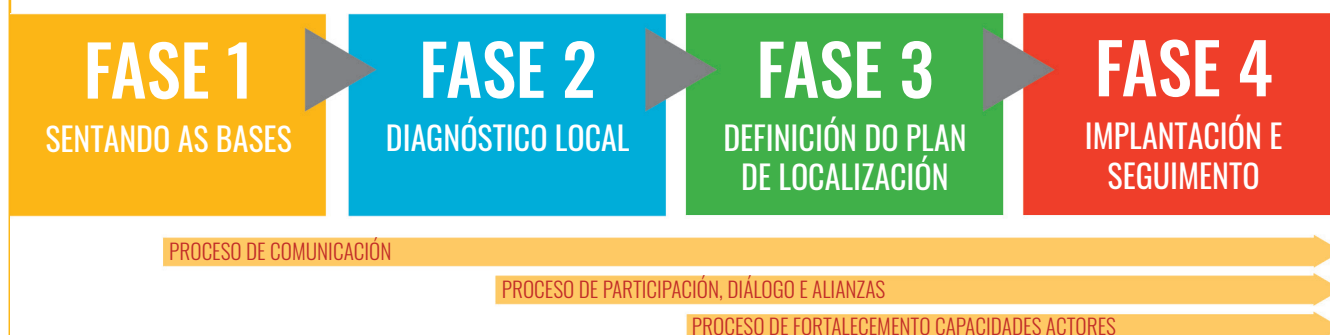 FASE 1
SENTANDO AS BASES
FASE 2
DIAGNÓSTICO LOCAL
FASE 3
DEFINICIÓN DO PLAN
DE LOCALIZACIÓN
FASE 4
IMPLANTACIÓN E
SEGUIMENTO
PROCESO DE COMUNICACIÓN
PROCESO DE PARTICIPACIÓN, DIÁLOGO E ALIANZAS
PROCESO DE FORTALECEMENTO CAPACIDADES ACTORES